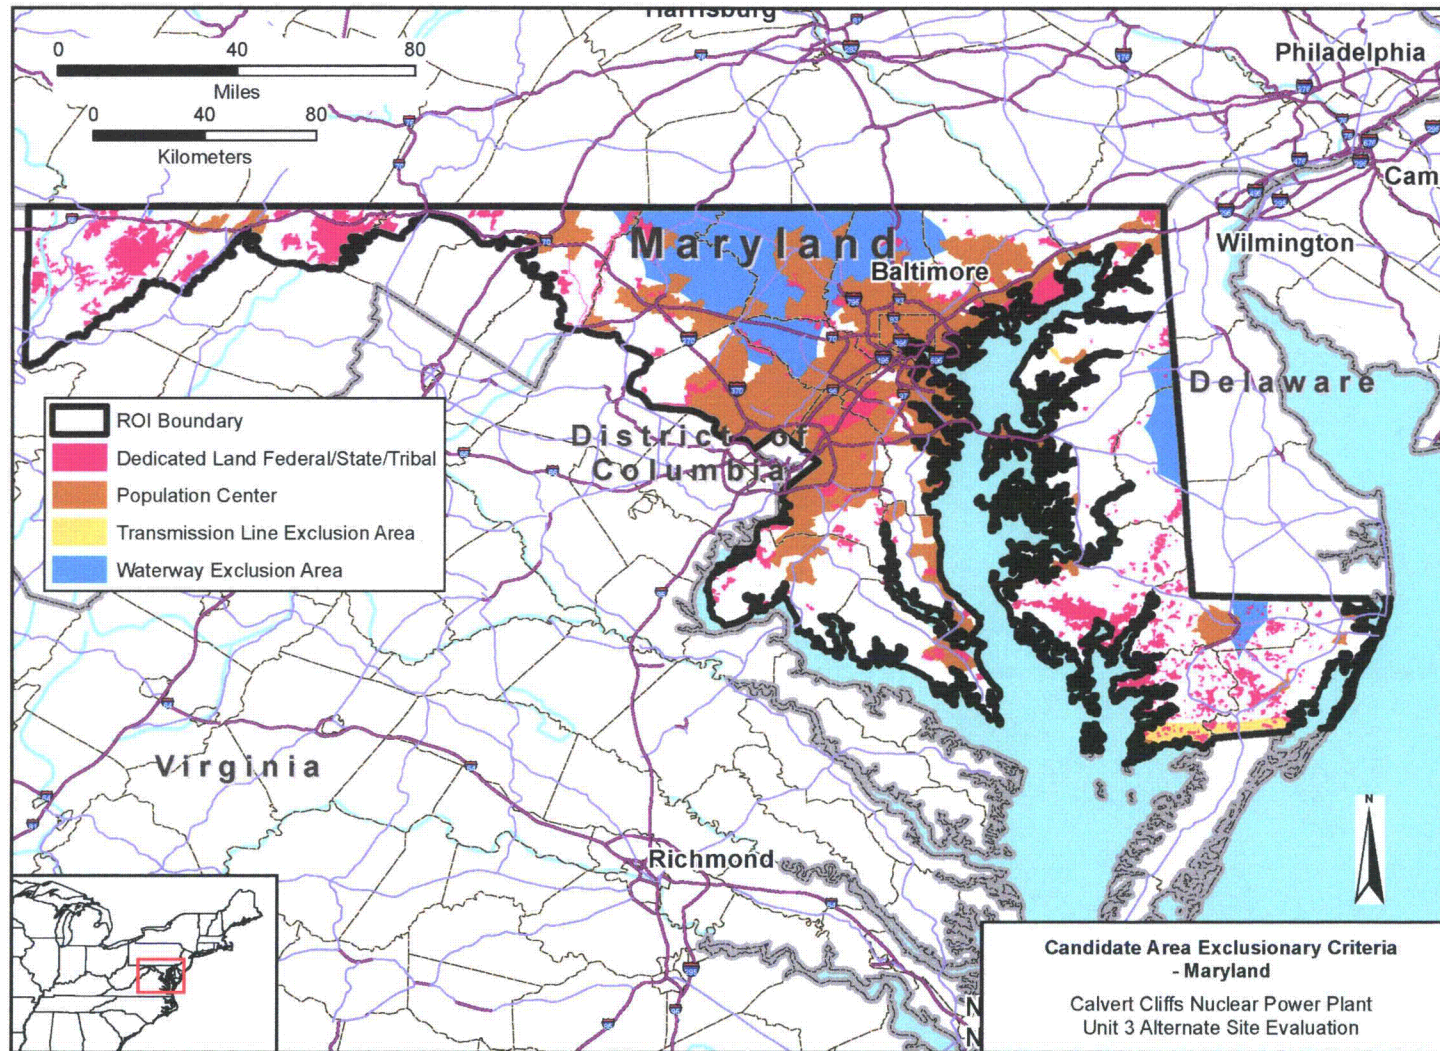 Harrisburg
0 40 80
Miles
0 40 80
Kilometers
Philadelphia
Cam
Wilmington
Maryland
Baltimore
Delaware
District of
Columbia
ROI Boundary
Dedicated Land Federal/State/Tribal
Population Center
Transmission Line Exclusion Area
Waterway Exclusion Area
Virginia
Richmond
N
N
N
Candidate Area Exclusionary Criteria
- Maryland
Calvert Cliffs Nuclear Power Plant
Unit 3 Alternate Site Evaluation